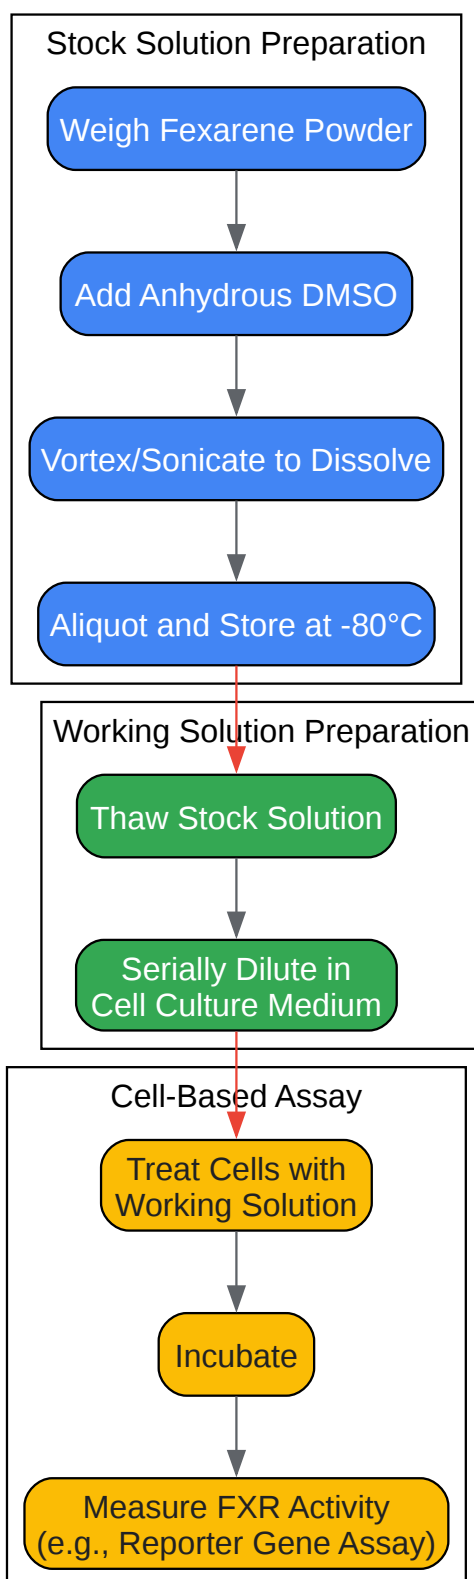 Stock Solution Preparation
Weigh Fexarene Powder
Add Anhydrous DMSO
Vortex/Sonicate to Dissolve
Aliquot and Store at -80°C
Working Solution Preparation
Thaw Stock Solution
Serially Dilute in
Cell Culture Medium
Cell-Based Assay
Treat Cells with
Working Solution
Incubate
Measure FXR Activity
(e.g., Reporter Gene Assay)